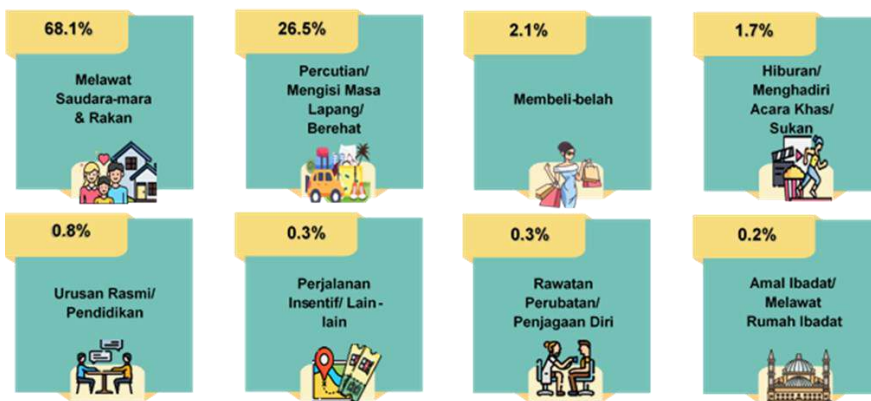 68.1%
Melawat
Saudara-mara
& Rakan
26.5%
Percutian/
Mengisi Masa
Lapang/
Berehat
2.1%
Membeli-belah
1.7%
Hiburan/
Menghadiri
Acara Khas/
Sukan
0.8%
Urusan Rasmi/
Pendidikan
0.3%
Perjalanan
Insentif/ Lain-
lain
0.3%
Rawatan
Perubatan/
Penjagaan Diri
0.2%
Amal Ibadat/
Melawat
Rumah Ibadat